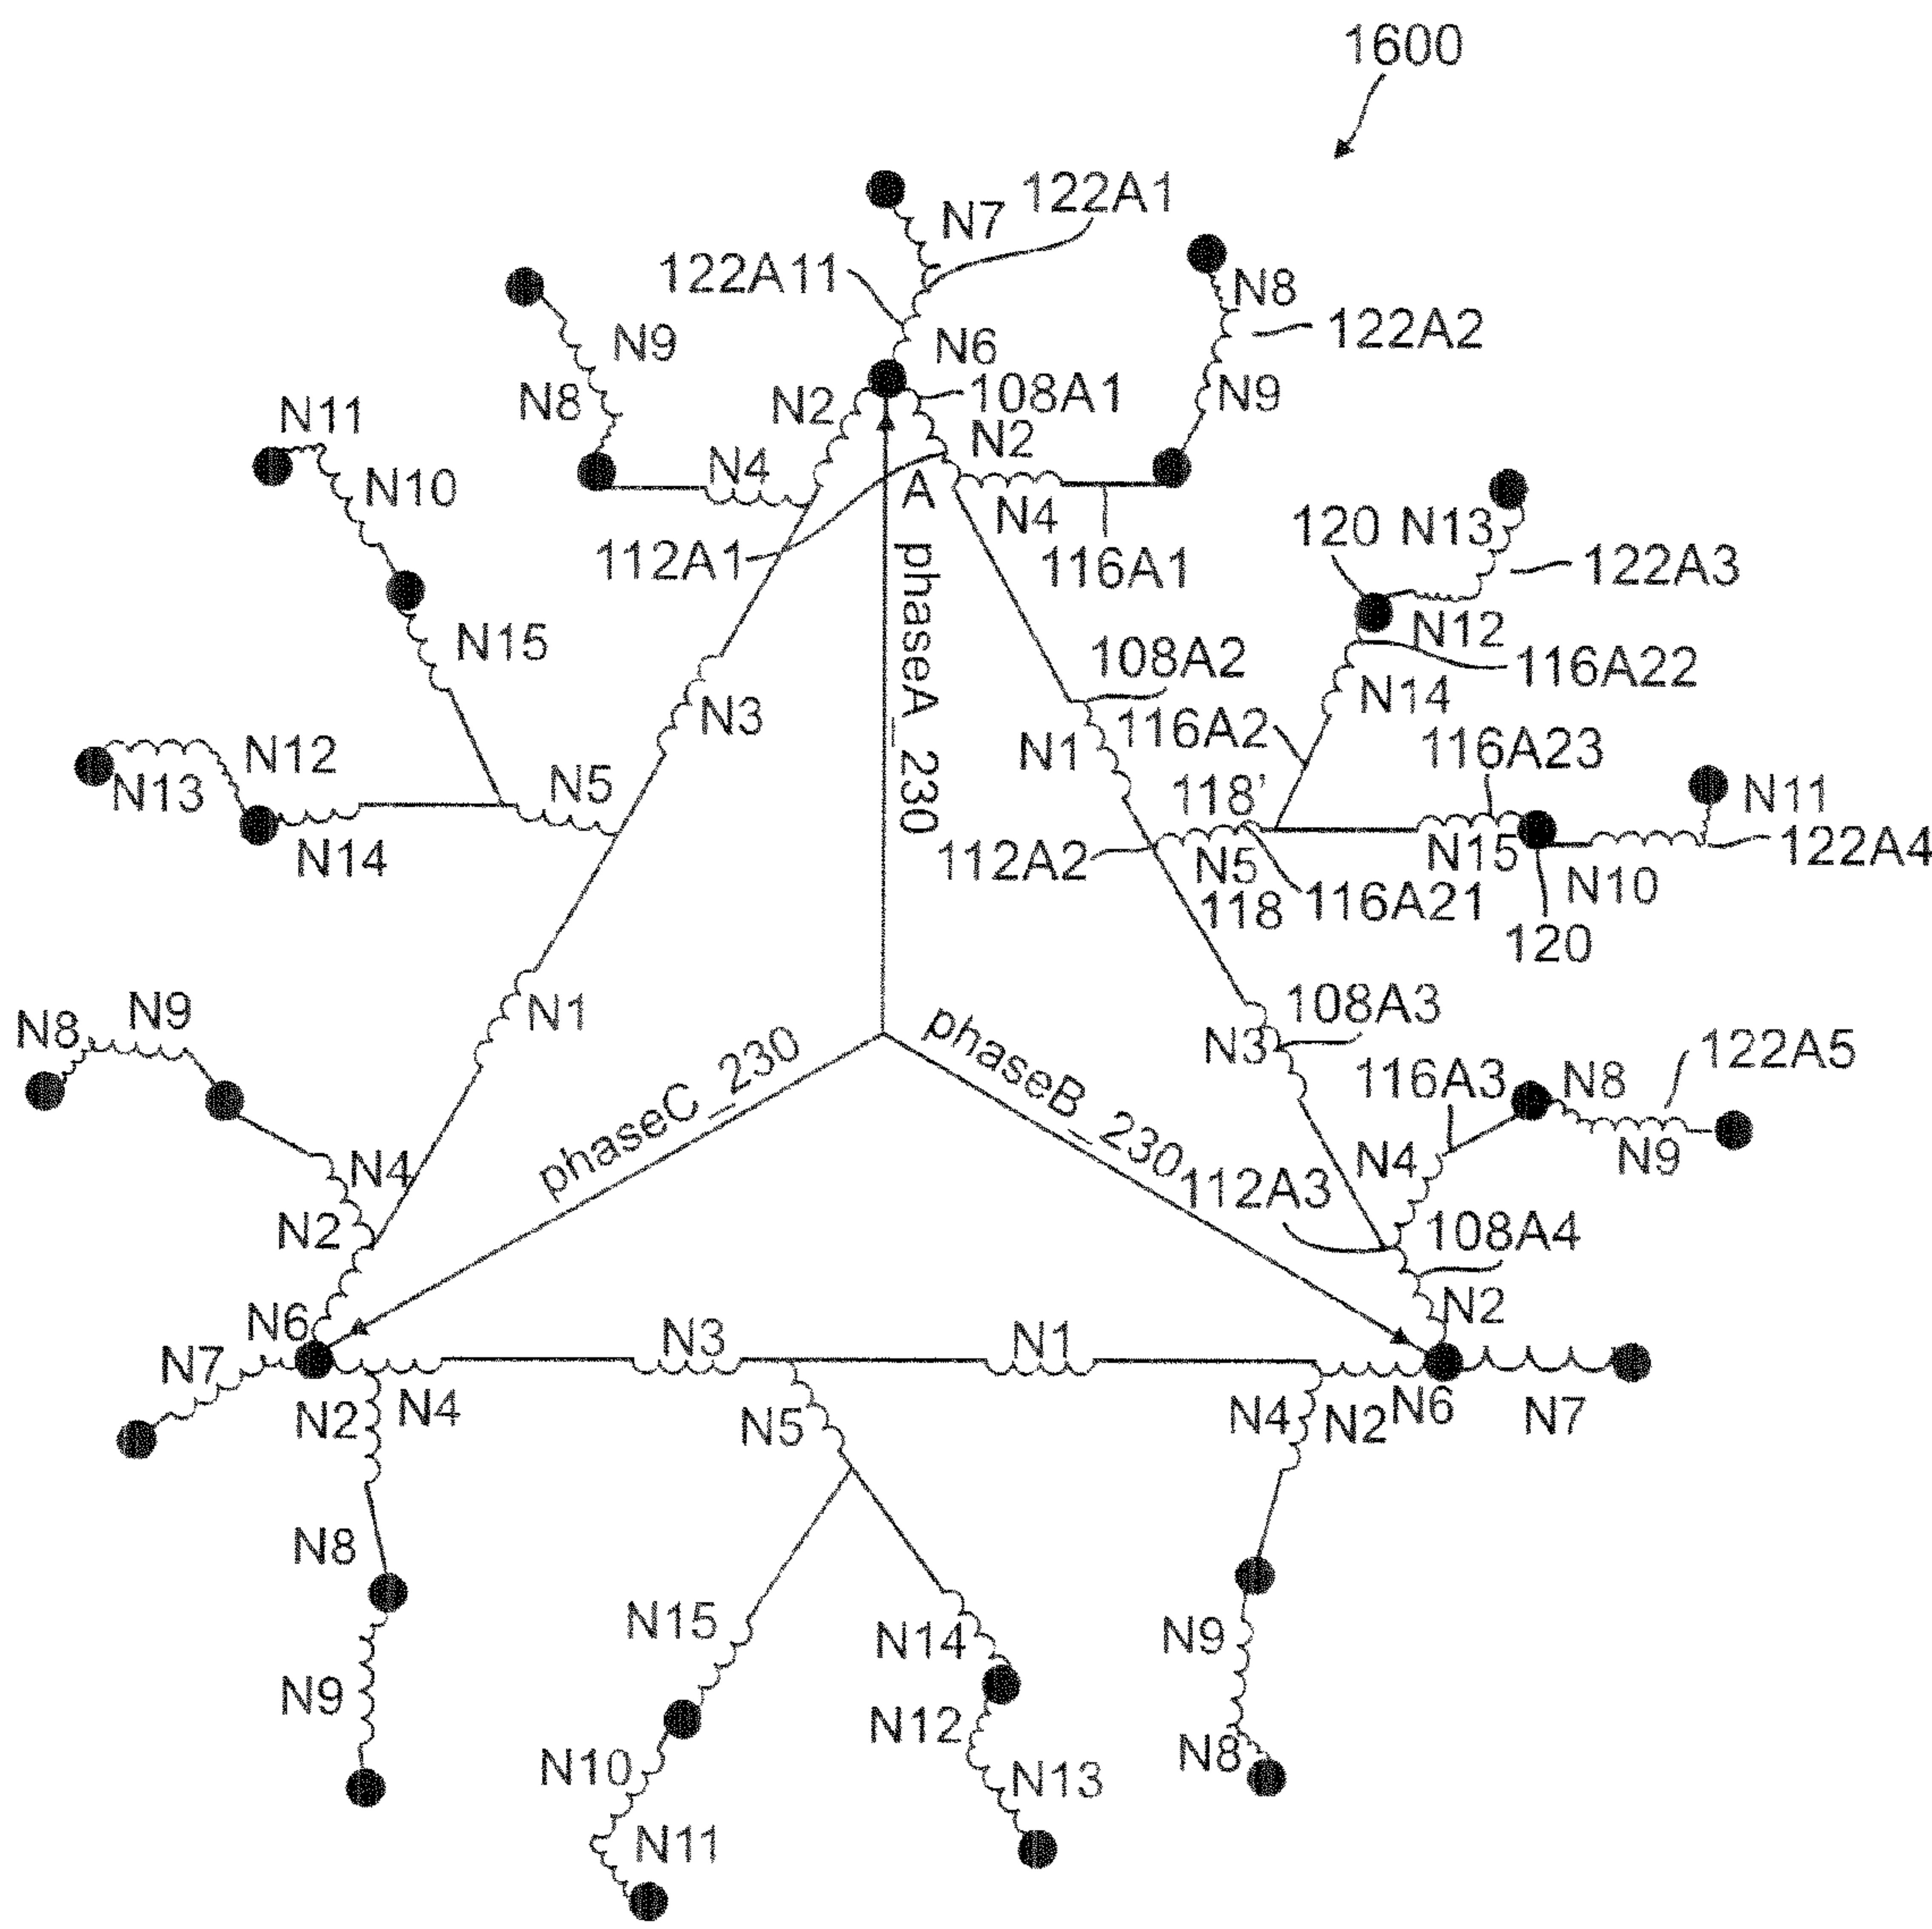 1600
N7
122A1
122A11
N8
122A2
N9
N6
N8
N2
108A1
N9
N11
N2
N4
N10
A
N4
120
N13
112A1
116A1
122A3
phaseA_230
N15
N12
108A2
116A22
N3
N14
116A2
N1
116A23
N12
N5
N13
118'
N11
N14
112A2
N5
N15
122A4
118
116A21
N10
120
N9
N8
N1
108A3
phaseB_230
N3
phaseC_230
116A3
N8
122A5
N4
N9
N4
112A3
N2
108A4
N6
N2
N7
N3
N1
N2
N4
N5
N4
N2
N6
N7
N8
N15
N14
N9
N9
N12
N10
N8
N13
N11